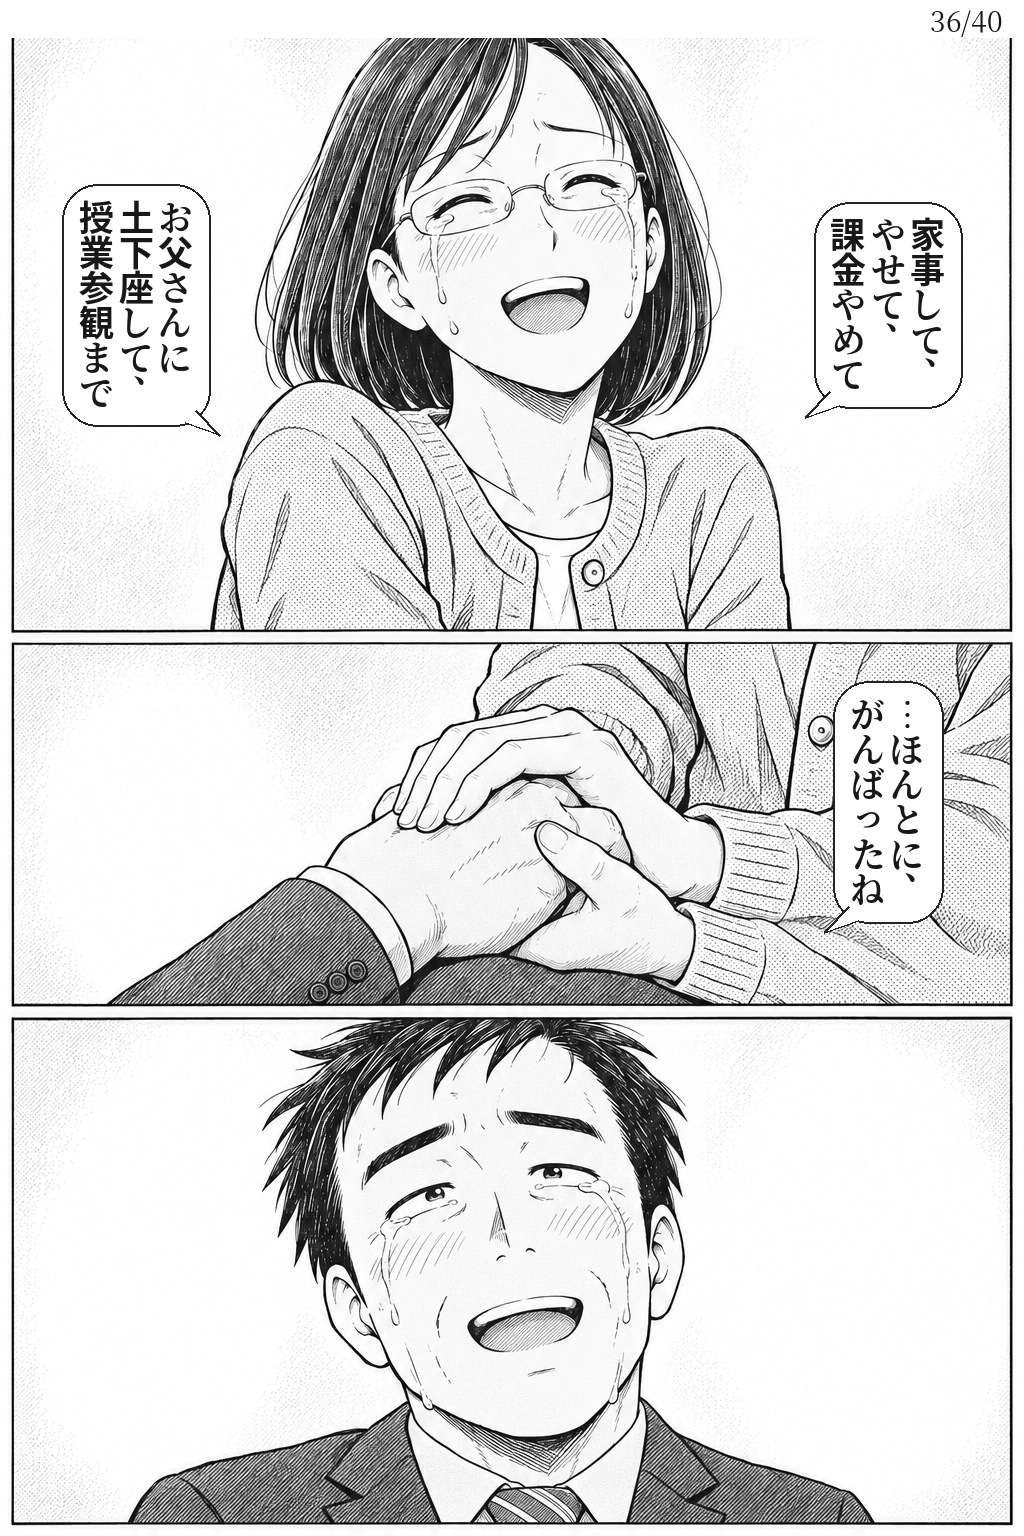 36/40
家事して、
やせて、
課金やめて
お父さんに
土下座して、
授業参観まで
…ほんとに、
がんばったね